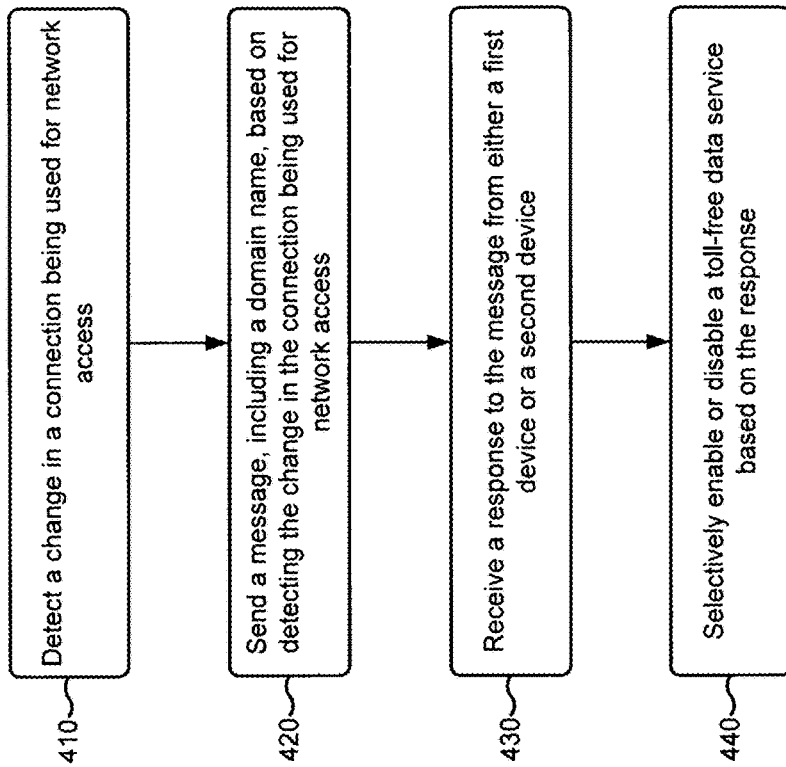 410
Detect a change in a connection being used for network
access
420
Send a message, including a domain name, based on
detecting the change in the connection being used for
network access
430
Receive a response to the message from either a first
device or a second device
440
Selectively enable or disable a toll-free data service
based on the response